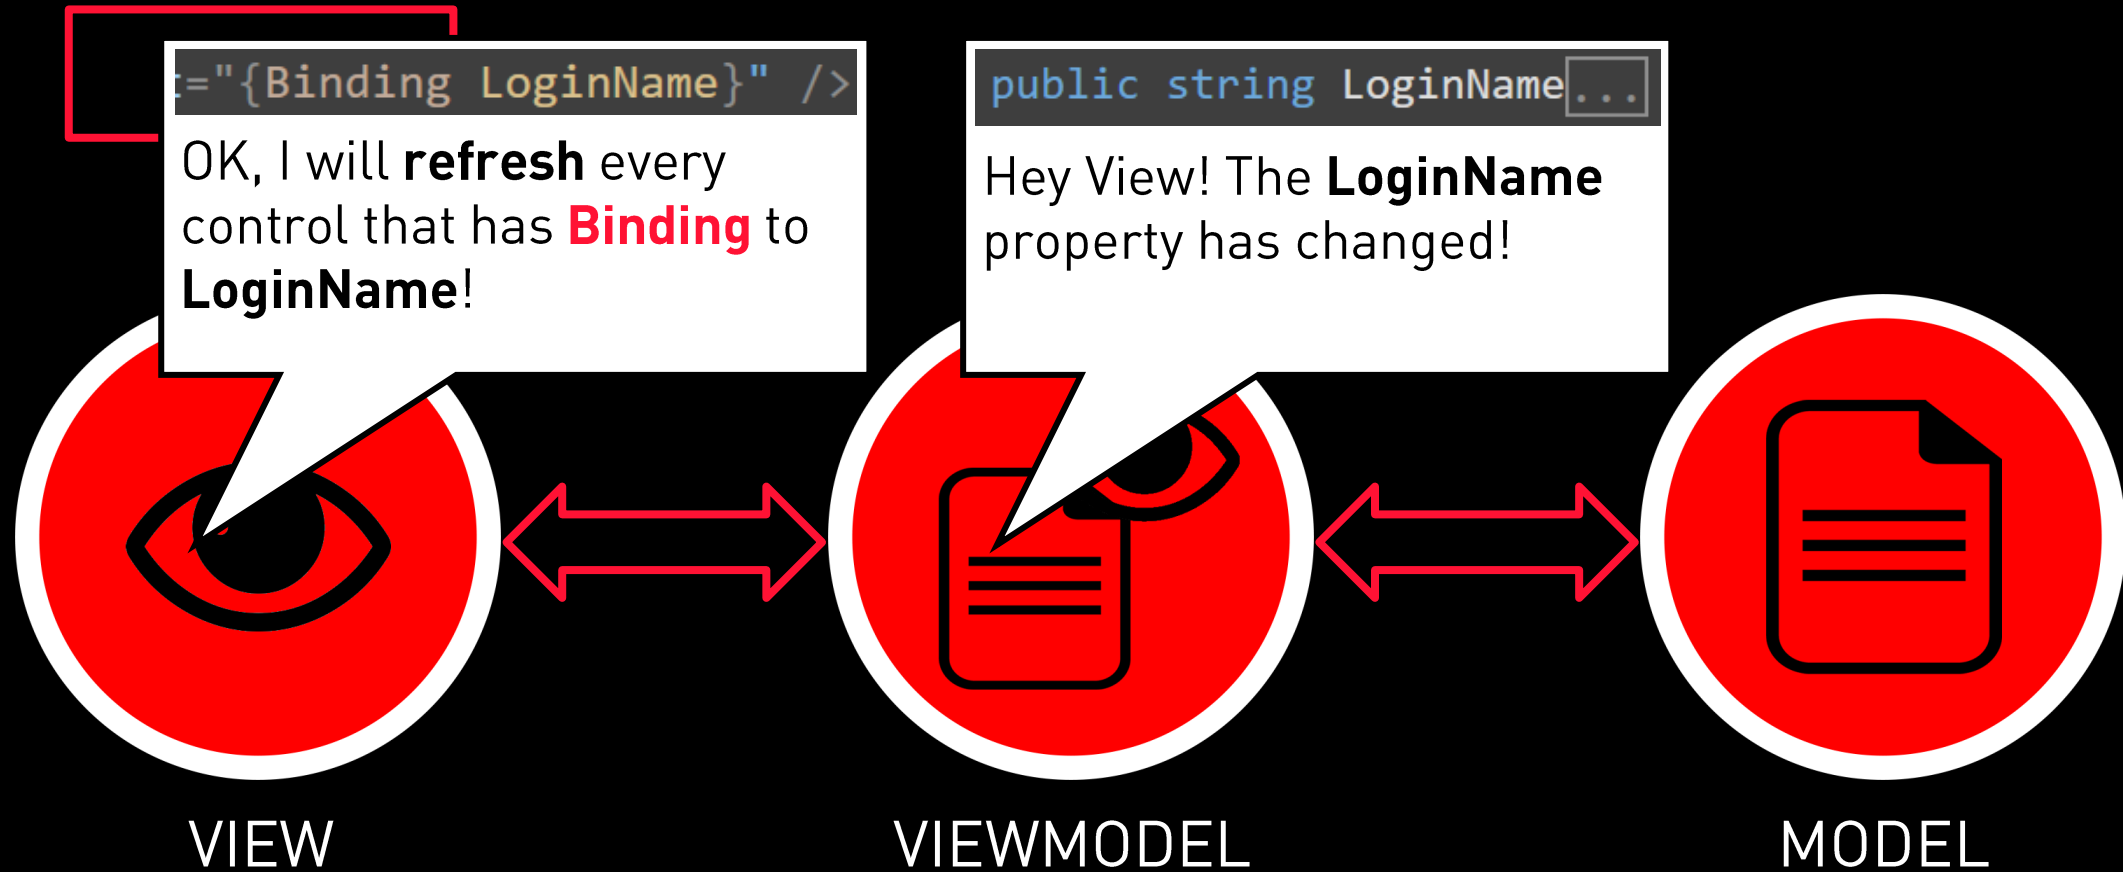 ="{Binding LoginName}" />
OK, I will refresh every
control that has Binding to
LoginName!
public string LoginName...
Hey View! The LoginName
property has changed!
VIEW
VIEWMODEL
MODEL